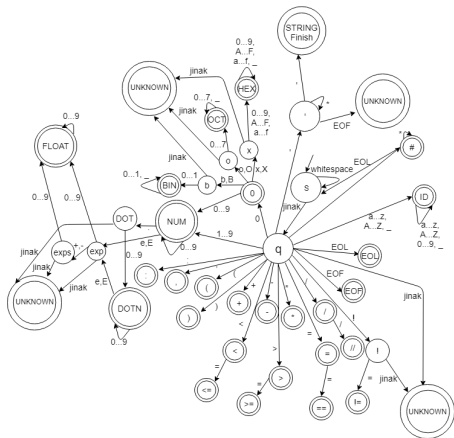 STRING
Finish
0...9,
A...F,
a...f, _
jinak
UNKNOWN
HEX
'
*
UNKNOWN
0...9
0...7, _
OCT
jinak
0...9,
A...F,
a...f
'
EOF
FLOAT
0...7
*
#
jinak
o
x
'
EOL
0...9
0...9
0...1, _
0...1
o,O
x,X
whitespace
BIN
b
b,B
0
s
ID
jinak
a...z,
A...Z, _
DOT
.
NUM
0...9
0
a...z,
A...Z,
0...9, _
jinak
+,-
e,E
1...9
q
EOL
EOL
exps
exp
0...9
0...9
jinak
jinak
:
,
(
+
-
*
/
!
EOF
EOF
jinak
e,E
UNKNOWN
DOTN
)
+
-
*
/
//
0...9
<
>
=
!
<
>
=
=
=
=
=
jinak
<=
>=
==
!=
UNKNOWN